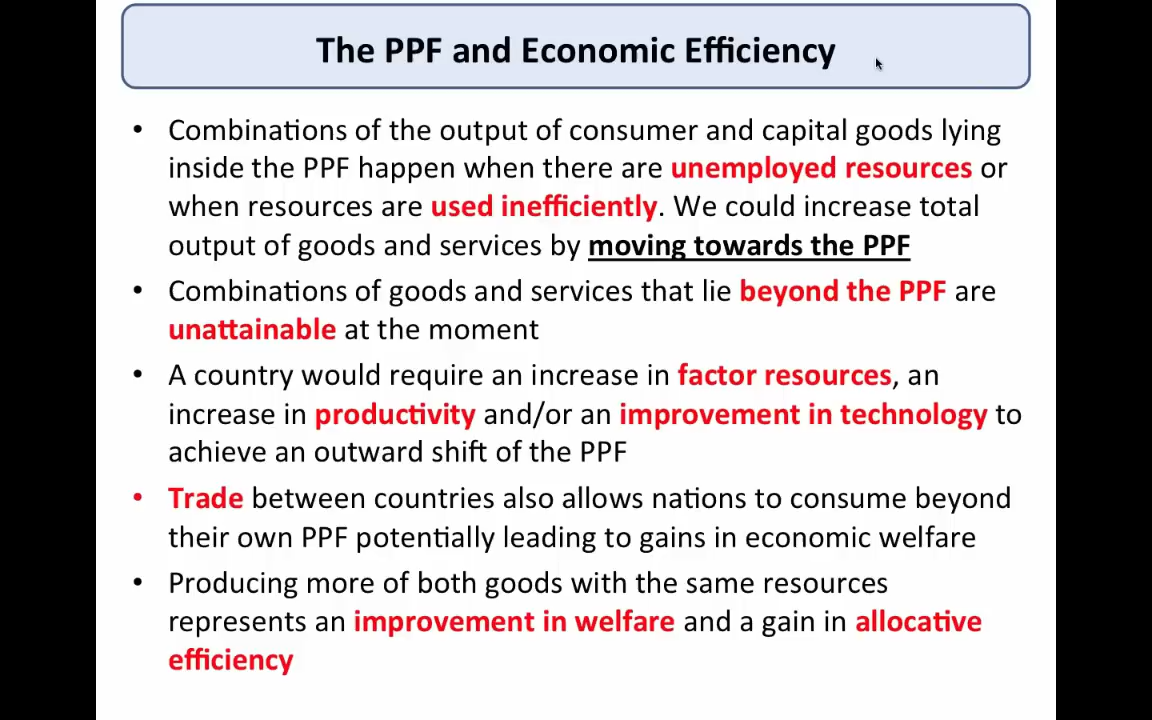 The PPF and Economic Efficiency
• Combinations of the output of consumer and capital goods lying
inside the PPF happen when there are unemployed resources or
when resources are used inefficiently. We could increase total
output of goods and services by moving towards the PPF
• Combinations of goods and services that lie beyond the PPF are
unattainable at the moment
• A country would require an increase in factor resources, an
increase in productivity and/or an improvement in technology to
achieve an outward shift of the PPF
• Trade between countries also allows nations to consume beyond
their own PPF potentially leading to gains in economic welfare
• Producing more of both goods with the same resources
represents an improvement in welfare and a gain in allocative
efficiency